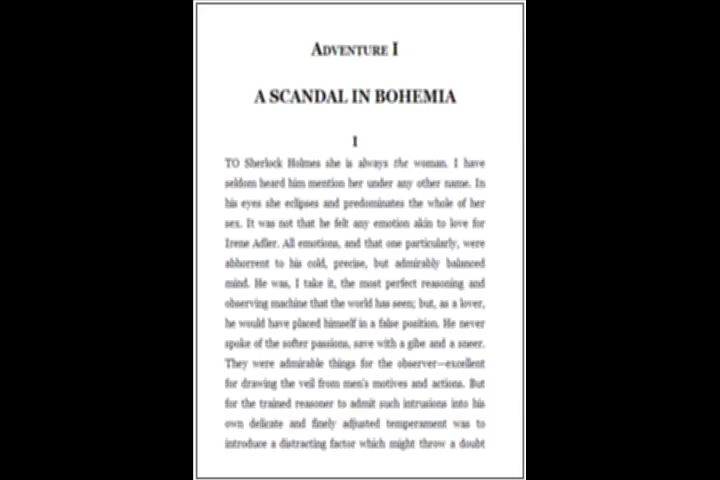 ADVENTURE I
A SCANDAL IN BOHEMIA
I
TO Sherlock Holmes she is always the woman. I have
seldom heard him mention her under any other name. In
his eyes she eclipses and predominates the whole of her
sex. It was not that he felt any emotion akin to love for
Irene Adler. All emotions, and that one particularly, were
abhorrent to his cold, precise, but admirably balanced
mind. He was, I take it, the most perfect reasoning and
observing machine that the world has seen; but, as a lover,
he would have placed himself in a false position. He never
spoke of the softer passions, save with a gibe and a sneer.
They were admirable things for the observer—excellent
for drawing the veil from men's motives and actions. But
for the trained reasoner to admit such intrusions into his
own delicate and finely adjusted temperament was to
introduce a distracting factor which might throw a doubt